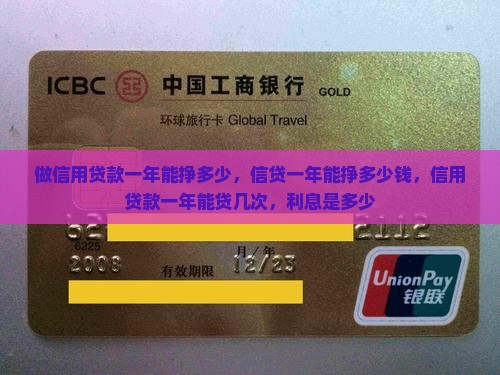 ICBC 中国工商银行 GOLD
环球旅行卡 Global Travel
做信用贷款一年能挣多少，信贷一年能挣多少钱，信用
贷款一年能贷几次，利息是多少
62 2112
6225
月/年
2008 有效期限 12/23
UnionPay
银联